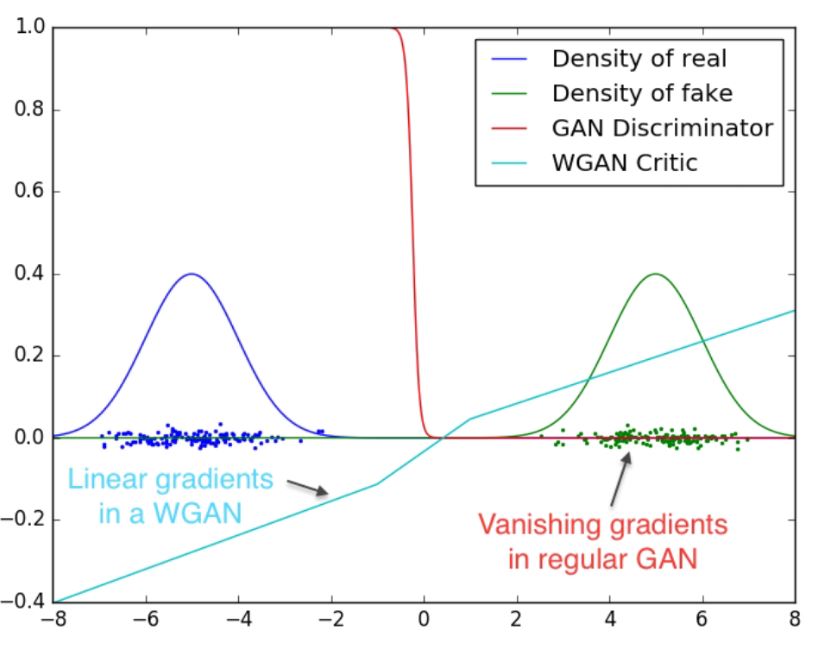 1.0
0.8
0.6
0.4
0.2
0.0
−0.2
−0.4
Density of real
Density of fake
GAN Discriminator
WGAN Critic
Linear gradients
in a WGAN
Vanishing gradients
in regular GAN
−8
−6
−4
−2
0
2
4
6
8